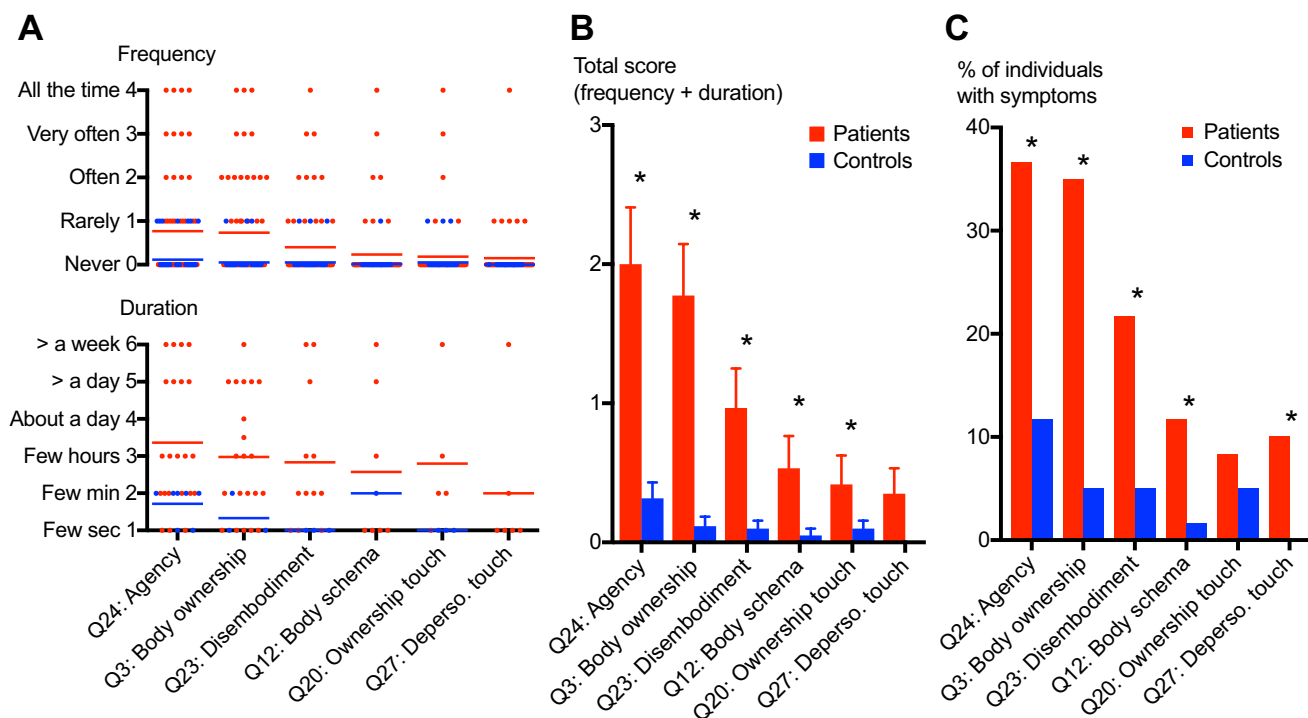 A
Frequency
All the time 4
Very often 3
Often 2
Rarely 1
Never 0
Duration
> a week 6
> a day 5
About a day 4
Few hours 3
Few min 2
Few sec 1
Q24: Agency
Q3: Body ownership
Q23: Disembodiment
Q12: Body schema
Q20: Ownership touch
Q27: Deperso. touch
B
Total score
(frequency + duration)
3
2
1
0
Patients
Controls
*
*
*
*
*
Q24: Agency
Q3: Body ownership
Q23: Disembodiment
Q12: Body schema
Q20: Ownership touch
Q27: Deperso. touch
C
% of individuals
with symptoms
40
30
20
10
0
Patients
Controls
*
*
*
*
*
Q24: Agency
Q3: Body ownership
Q23: Disembodiment
Q12: Body schema
Q20: Ownership touch
Q27: Deperso. touch